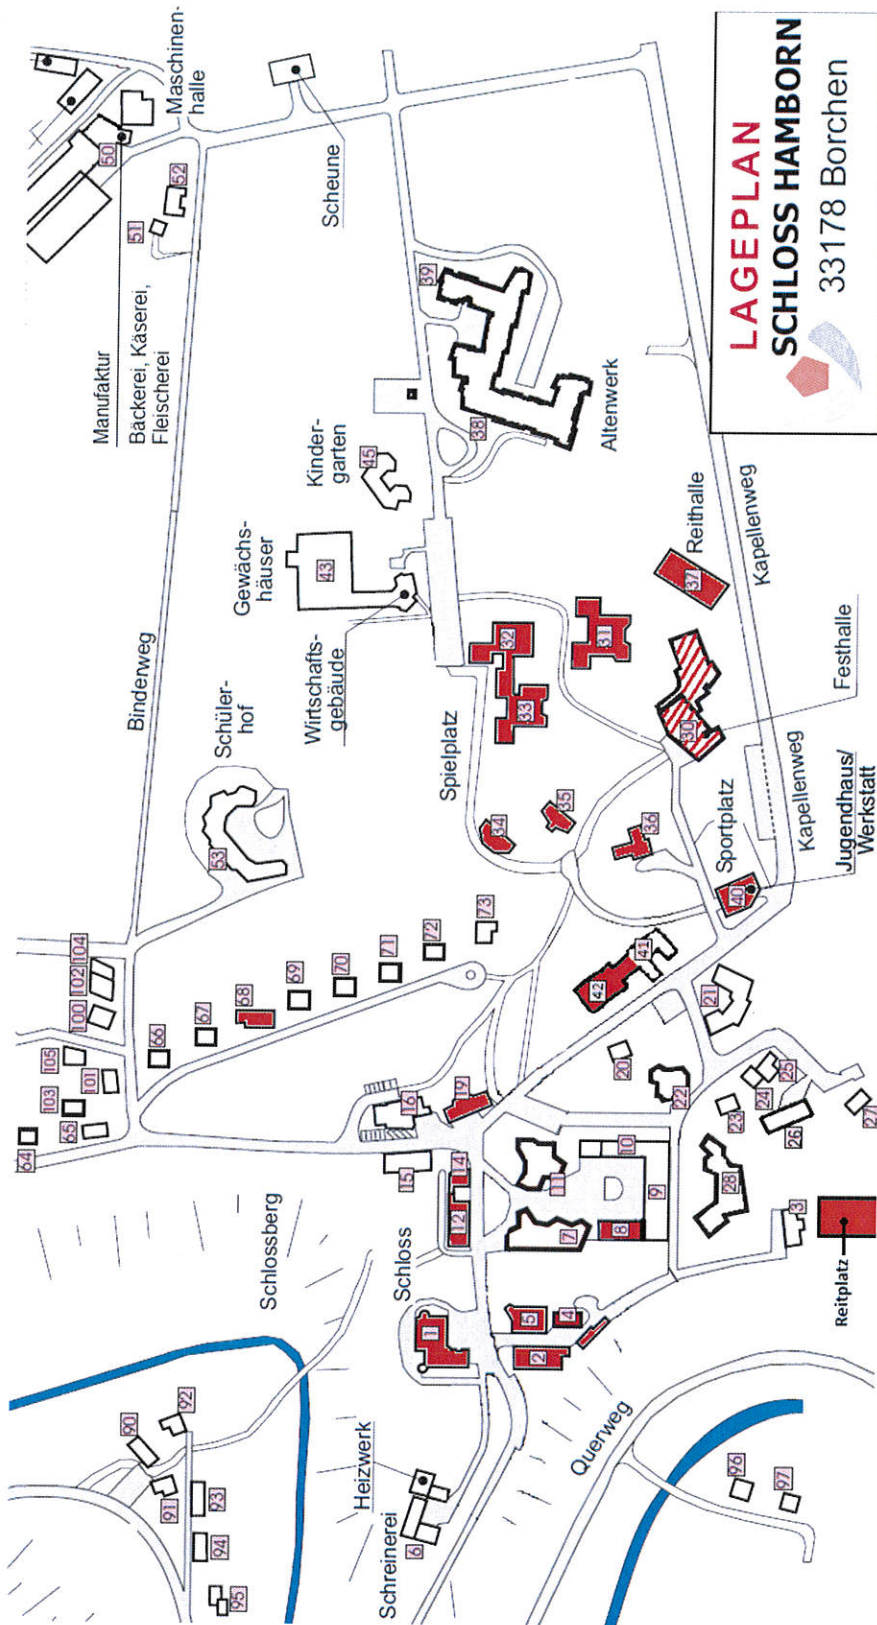 LAGEPLAN
SCHLOSS HAMBORN
33178 Borchen
Maschinen-
halle
50
52
51
Manufaktur
Bäckerei, Käserei,
Fleischerei
Scheune
39
38
Altenwerk
Kinder-
garten
45
Gewächs-
häuser
43
Wirtschafts-
gebäude
Binderweg
Schüler-
hof
53
Spielplatz
32
33
31
Reithalle
37
Kapellenweg
30
Festhalle
34
35
36
Sportplatz
Kapellenweg
40
Jugendhaus/
Werkstatt
104
102
100
105
103
101
64
65
66
67
68
69
70
71
72
73
41
42
21
20
22
23
24
25
26
27
28
3
Reitplatz
19
16
15
14
12
11
10
9
8
7
Schlossberg
Schloss
1
5
4
2
Querweg
Heizwerk
Schreinerei
6
90
92
91
93
94
95
96
97